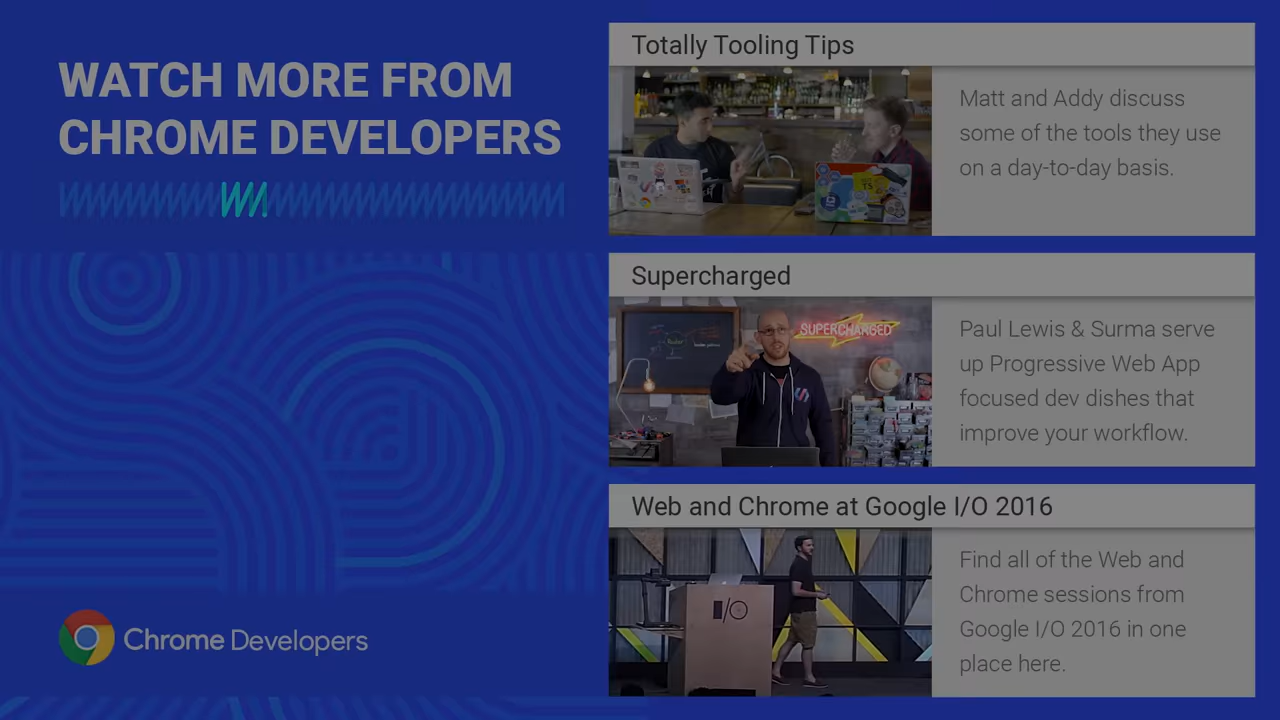 WATCH MORE FROM
CHROME DEVELOPERS
Chrome Developers
Totally Tooling Tips
Matt and Addy discuss
some of the tools they use
on a day-to-day basis.
Supercharged
SUPERCHARGED
Paul Lewis & Surma serve
up Progressive Web App
focused dev dishes that
improve your workflow.
Web and Chrome at Google I/O 2016
I/O
Find all of the Web and
Chrome sessions from
Google I/O 2016 in one
place here.